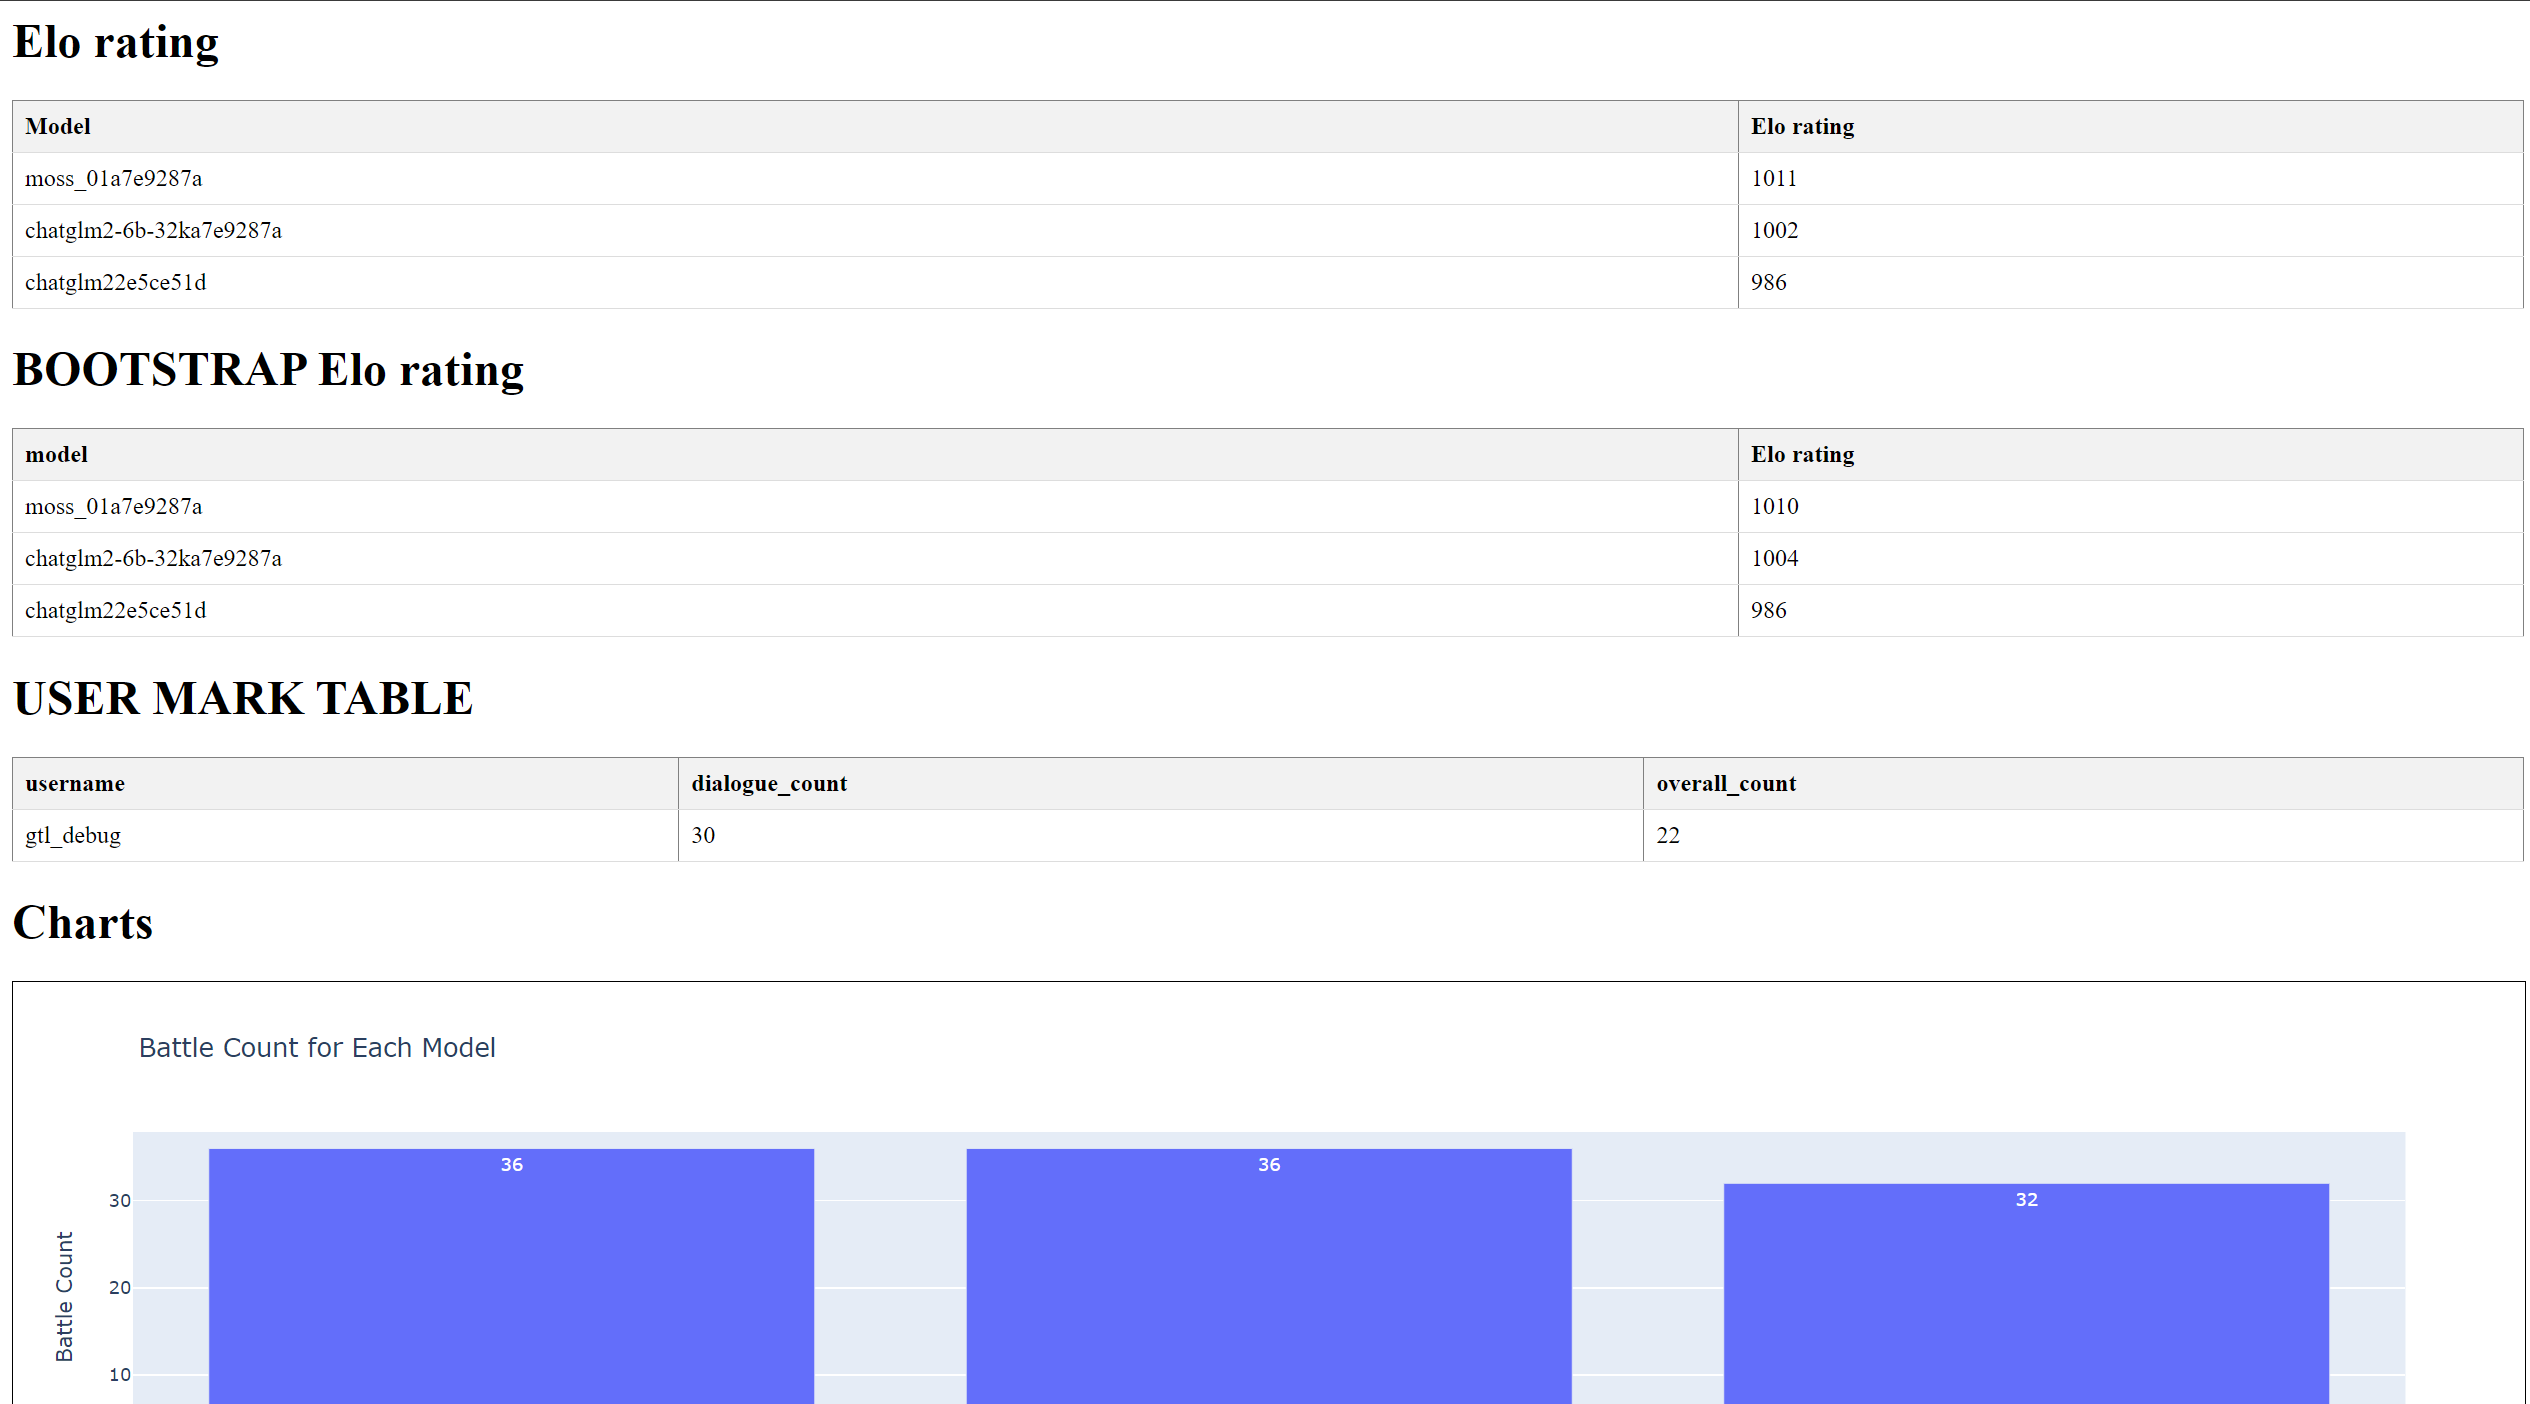 Elo rating
Model Elo rating
moss_01a7e9287a 1011
chatglm2-6b-32ka7e9287a 1002
chatglm22e5ce51d 986
BOOTSTRAP Elo rating
model Elo rating
moss_01a7e9287a 1010
chatglm2-6b-32ka7e9287a 1004
chatglm22e5ce51d 986
USER MARK TABLE
username dialogue_count overall_count
gtl_debug 30 22
Charts
Battle Count for Each Model
36 36 32
30
20
10
Battle Count